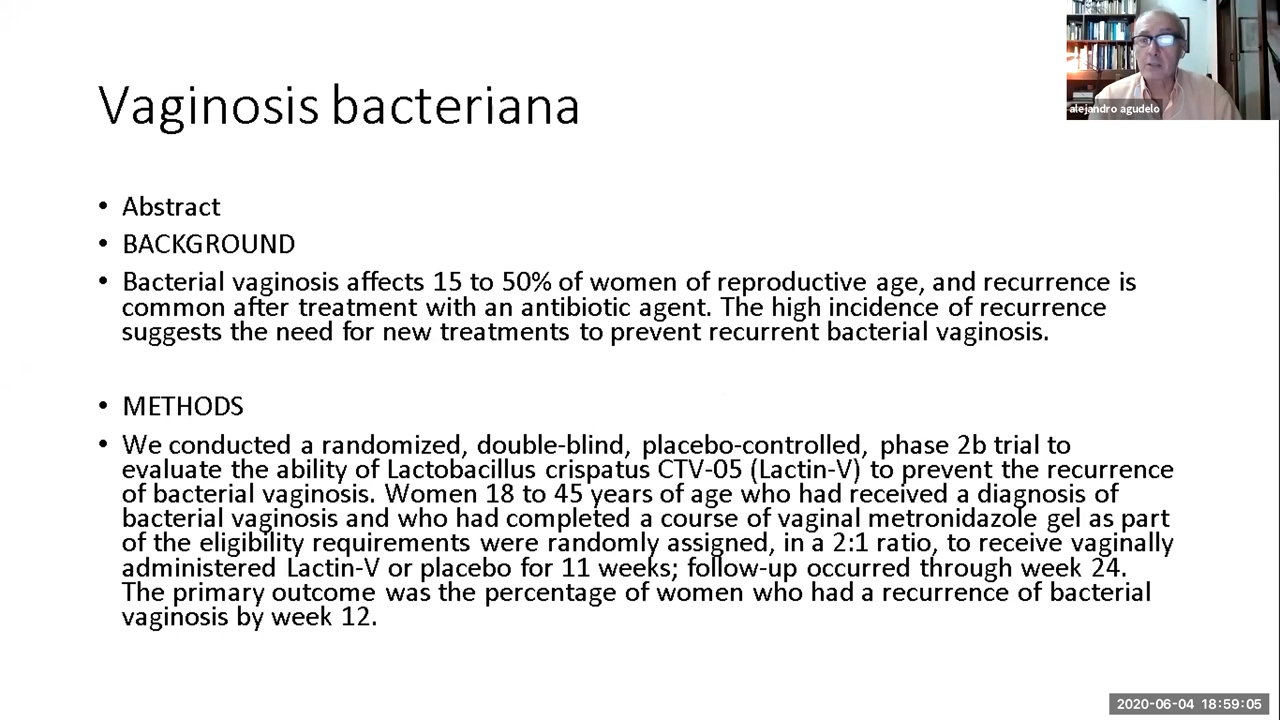 Vaginosis bacteriana
alejandro agudelo
• Abstract
• BACKGROUND
• Bacterial vaginosis affects 15 to 50% of women of reproductive age, and recurrence is
common after treatment with an antibiotic agent. The high incidence of recurrence
suggests the need for new treatments to prevent recurrent bacterial vaginosis.
• METHODS
• We conducted a randomized, double-blind, placebo-controlled, phase 2b trial to
evaluate the ability of Lactobacillus crispatus CTV-05 (Lactin-V) to prevent the recurrence
of bacterial vaginosis. Women 18 to 45 years of age who had received a diagnosis of
bacterial vaginosis and who had completed a course of vaginal metronidazole gel as part
of the eligibility requirements were randomly assigned, in a 2:1 ratio, to receive vaginally
administered Lactin-V or placebo for 11 weeks; follow-up occurred through week 24.
The primary outcome was the percentage of women who had a recurrence of bacterial
vaginosis by week 12.
2020-06-04 18:59:05